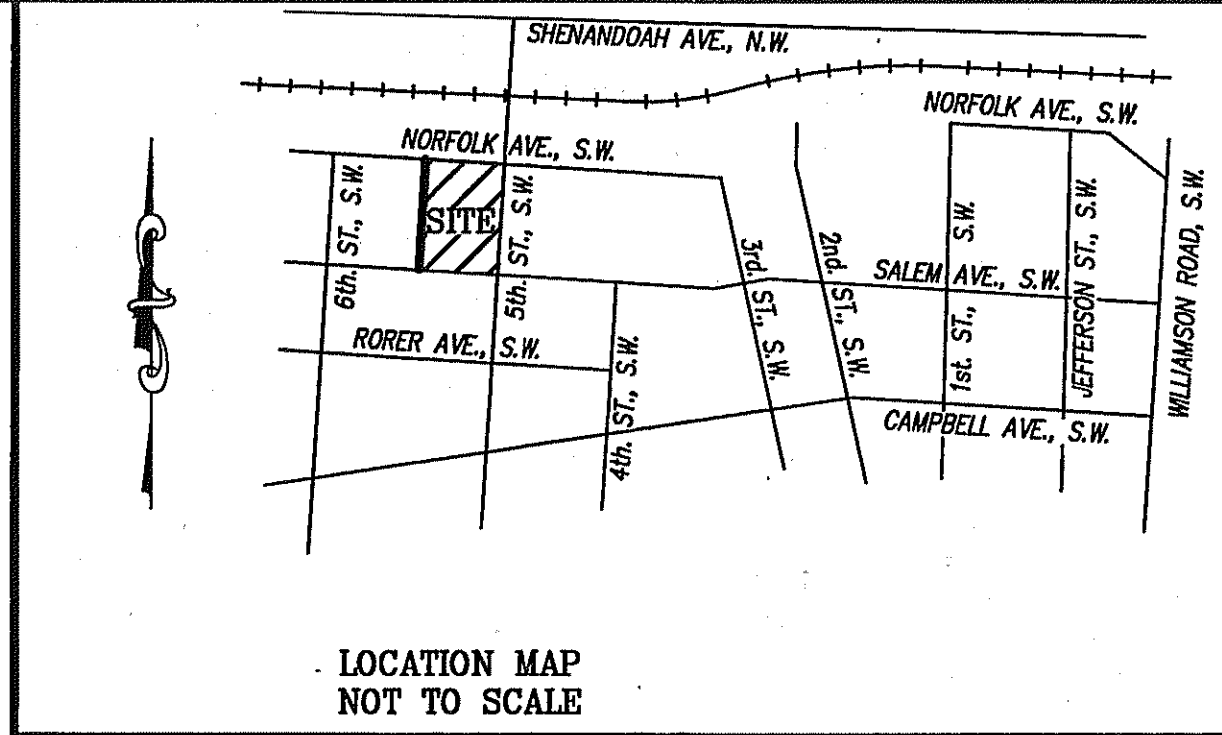 SHENANDOAH AVE., N.W.
NORFOLK AVE., S.W.
NORFOLK AVE., S.W.
SITE
6th. ST., S.W.
5th. ST., S.W.
3rd. ST., S.W.
2nd. ST., S.W.
SALEM AVE., S.W.
1st. ST., S.W.
JEFFERSON ST., S.W.
WILLIAMSON ROAD, S.W.
RORER AVE., S.W.
4th. ST., S.W.
CAMPBELL AVE., S.W.
LOCATION MAP
NOT TO SCALE